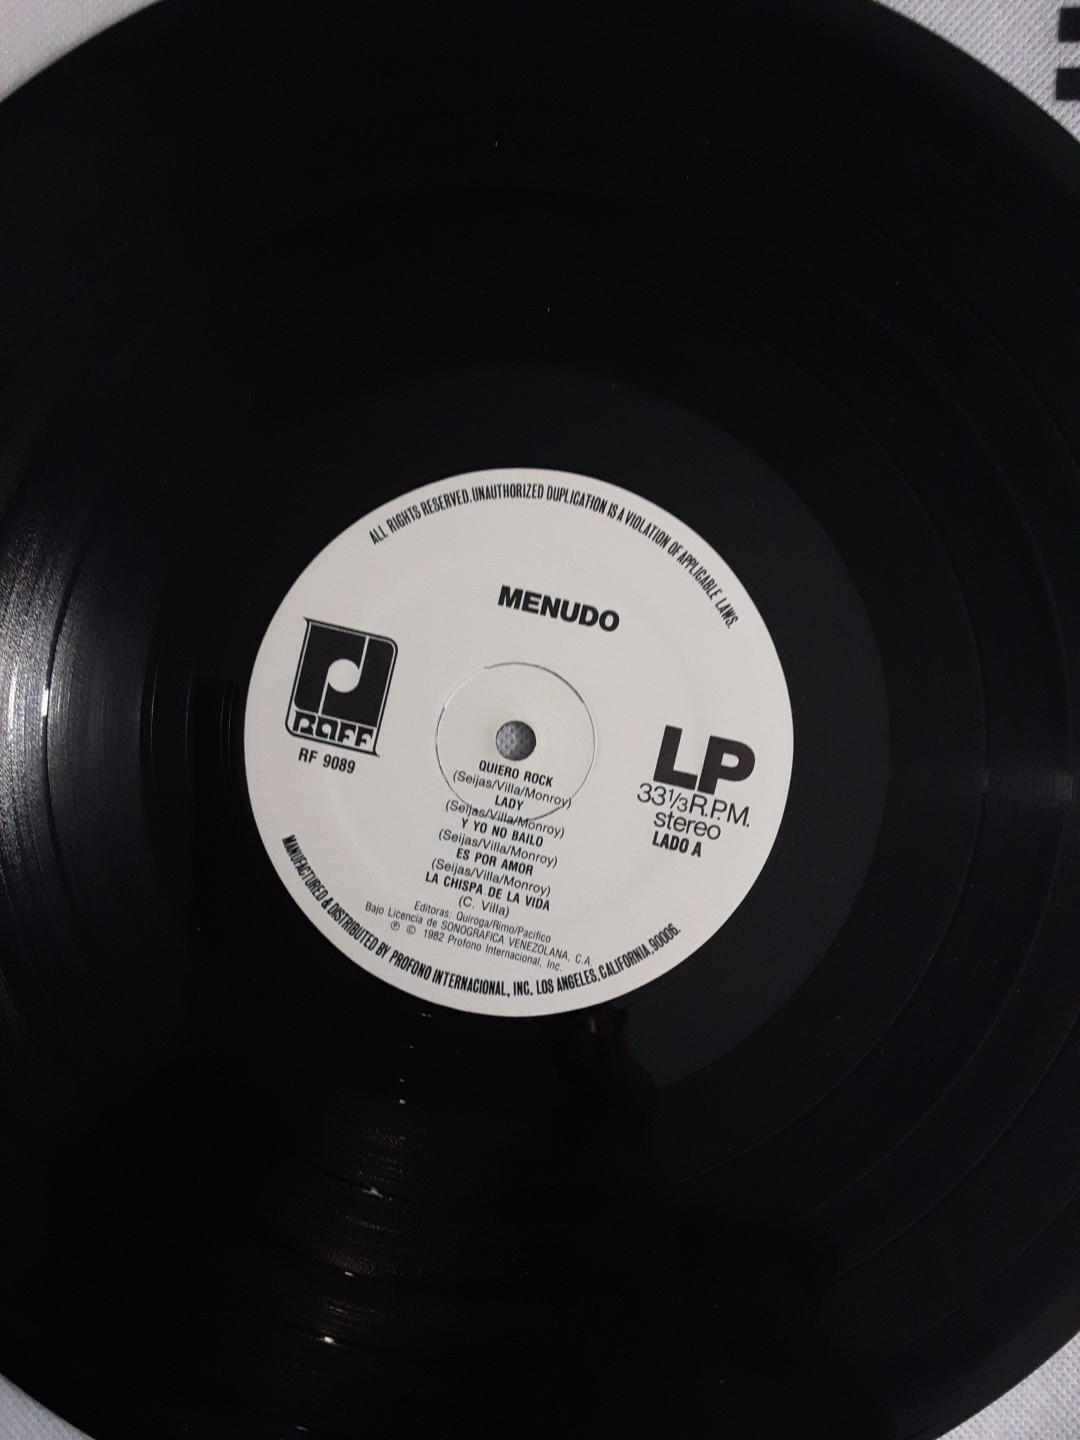 ALL RIGHTS RESERVED. UNAUTHORIZED DUPLICATION IS A VIOLATION OF APPLICABLE LAWS.
MENUDO
RAFF
RF 9089
LP
33 1/3 R.P.M.
stereo
LADO A
QUIERO ROCK
(Seijas/Villa/Monroy)
LADY
(Seijas/Villa/Monroy)
Y YO NO BAILO
(Seijas/Villa/Monroy)
ES POR AMOR
(Seijas/Villa/Monroy)
LA CHISPA DE LA VIDA
(C. Villa)
Editoras: Quiroga/Rimo/Pacifico
Bajo Licencia de SONOGRAFICA VENEZOLANA, C.A.
℗ © 1982 Profono Internacional, Inc.
MANUFACTURED & DISTRIBUTED BY PROFONO INTERNACIONAL, INC. LOS ANGELES, CALIFORNIA, 90006.